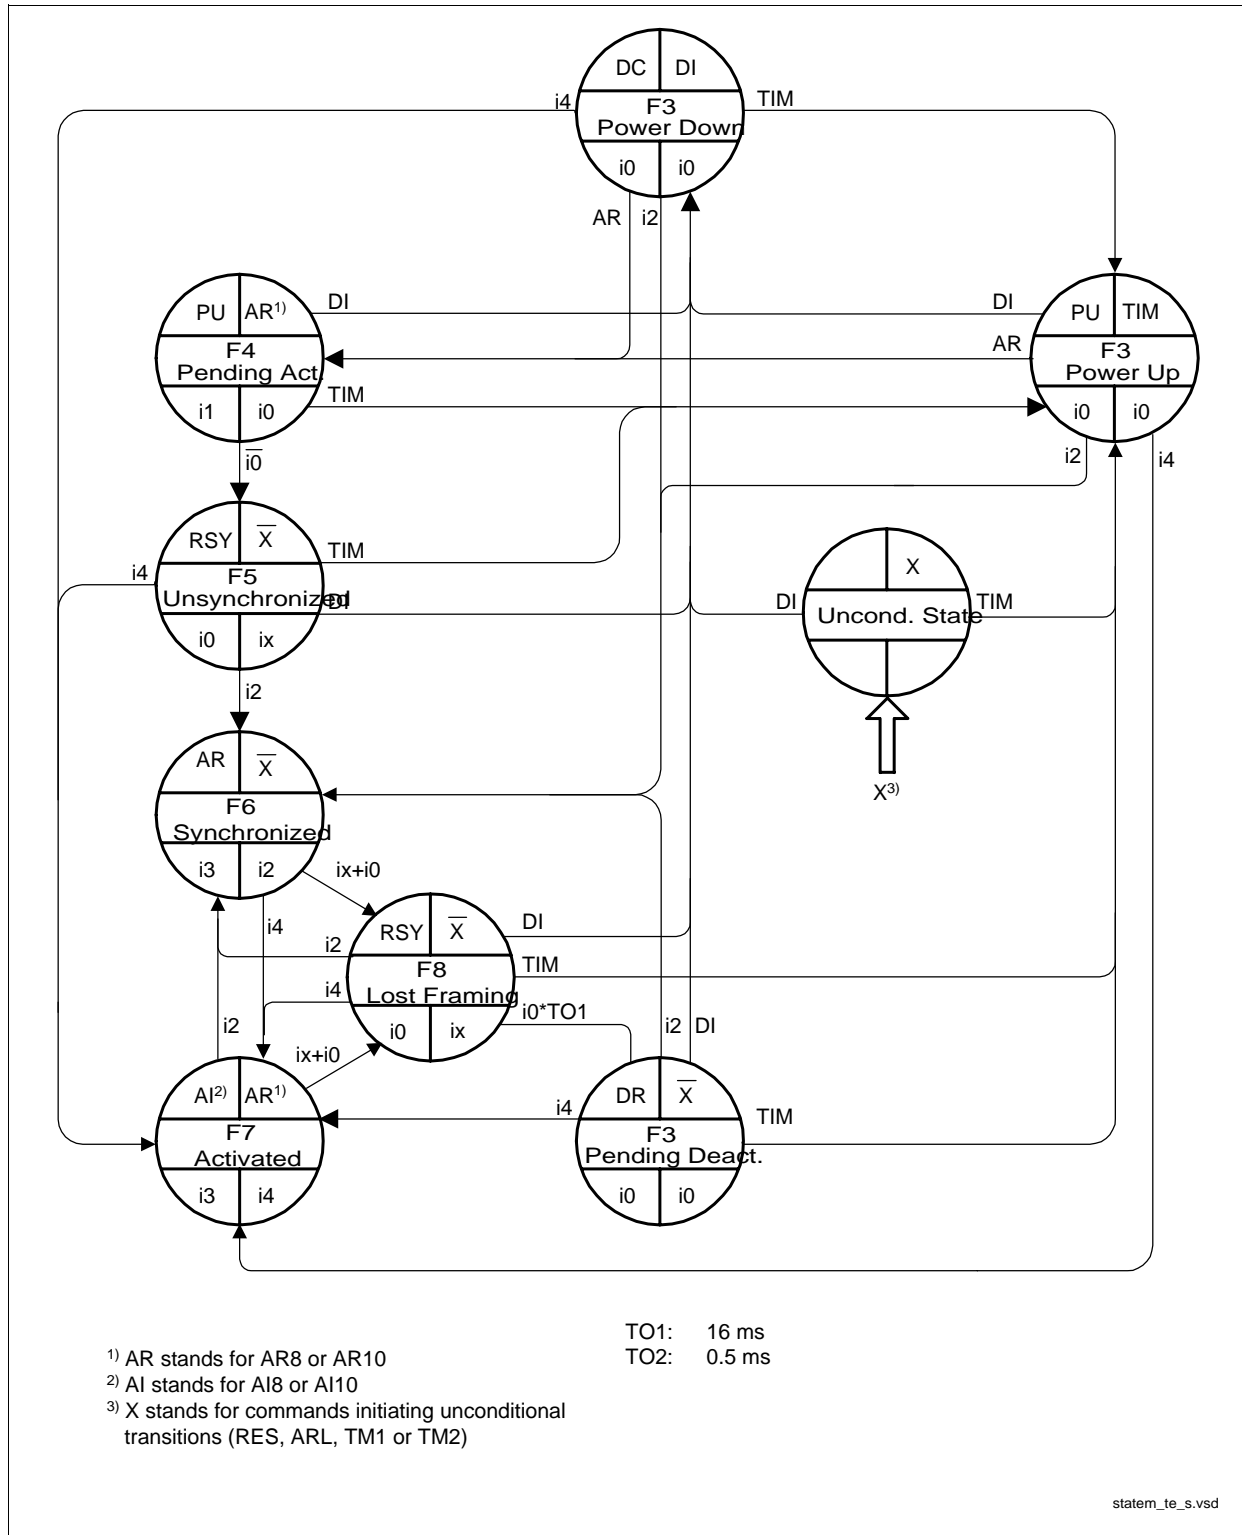 DC DI
F3
Power Down
i0 i0
i4
TIM
AR i2
PU AR¹⁾
F4
Pending Act.
i1 i0
DI
TIM
i̅0̅
DI
AR
PU TIM
F3
Power Up
i0 i0
i2
i4
RSY X̅
F5
Unsynchronized
i0 ix
i4
TIM
DI
i2
X
Uncond. State
DI
TIM
X³⁾
AR X̅
F6
Synchronized
i3 i2
ix+i0
i4
RSY X̅
F8
Lost Framing
i0 ix
i2
i4
DI
TIM
i0*TO1
i2
ix+i0
i2 DI
AI²⁾ AR¹⁾
F7
Activated
i3 i4
i4
DR X̅
F3
Pending Deact.
i0 i0
TIM
TO1: 16 ms
TO2: 0.5 ms
¹⁾ AR stands for AR8 or AR10
²⁾ AI stands for AI8 or AI10
³⁾ X stands for commands initiating unconditional
transitions (RES, ARL, TM1 or TM2)
statem_te_s.vsd